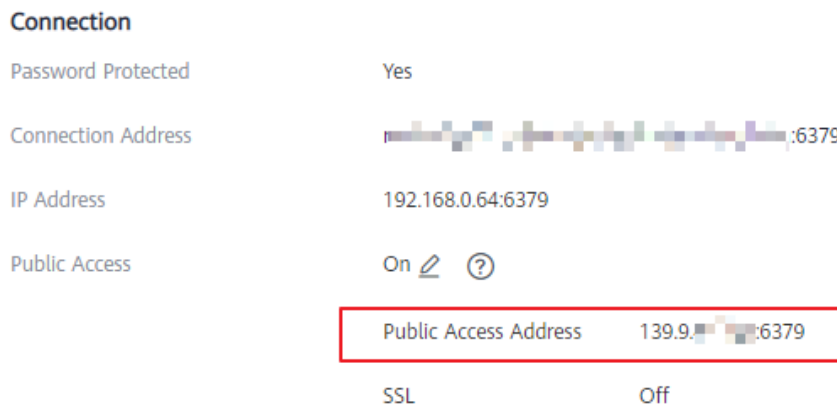 Connection
Password Protected Yes
Connection Address :6379
IP Address 192.168.0.64:6379
Public Access On ?
Public Access Address 139.9. :6379
SSL Off